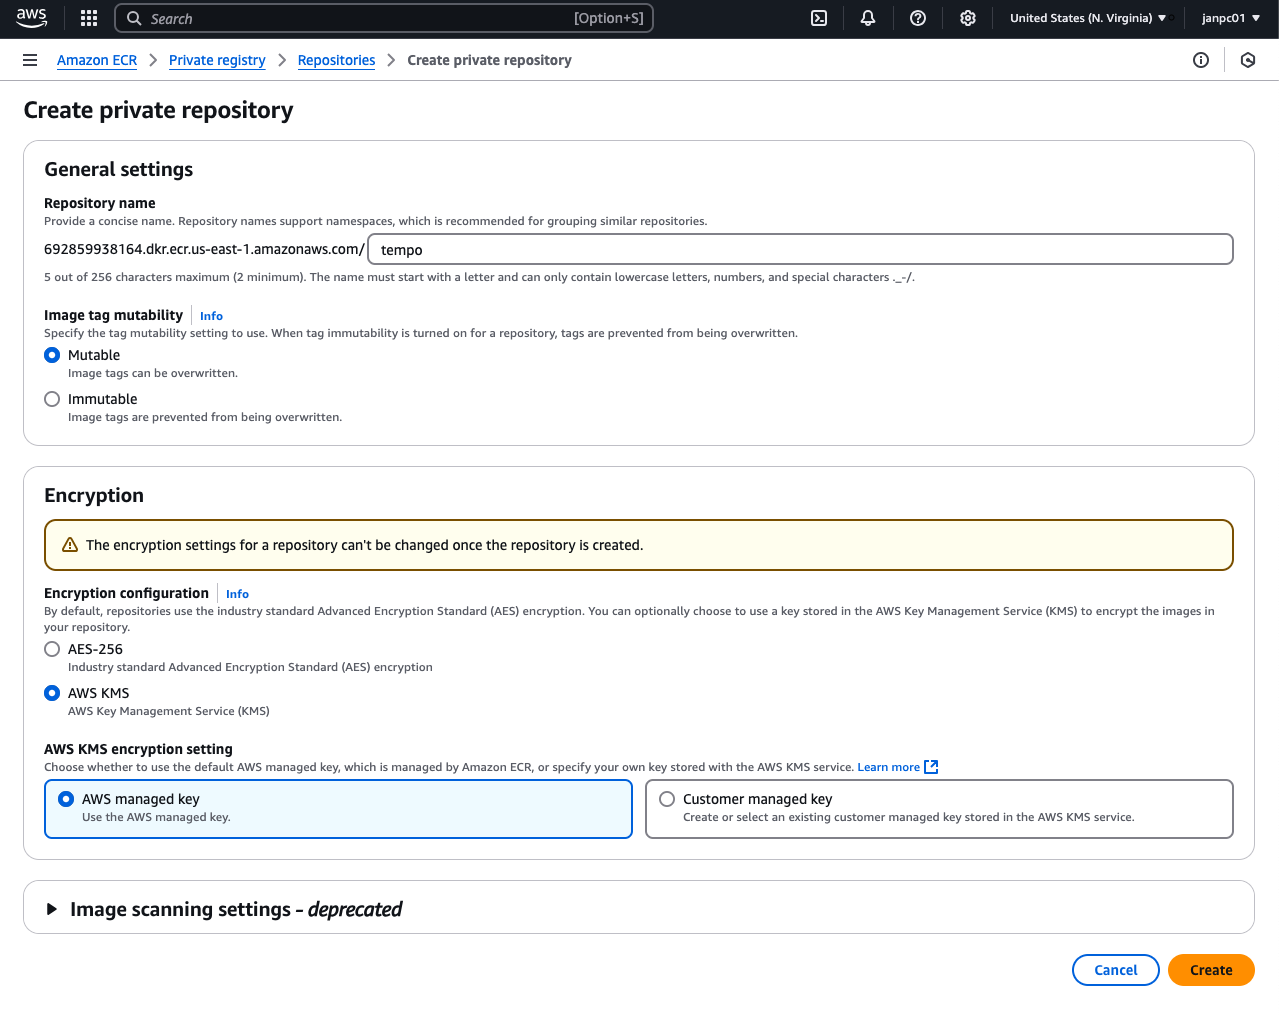 aws
Search [Option+S]
United States (N. Virginia) ▼ janpc01 ▼
Amazon ECR > Private registry > Repositories > Create private repository
Create private repository
General settings
Repository name
Provide a concise name. Repository names support namespaces, which is recommended for grouping similar repositories.
692859938164.dkr.ecr.us-east-1.amazonaws.com/ tempo
5 out of 256 characters maximum (2 minimum). The name must start with a letter and can only contain lowercase letters, numbers, and special characters ._-/.
Image tag mutability Info
Specify the tag mutability setting to use. When tag immutability is turned on for a repository, tags are prevented from being overwritten.
Mutable
Image tags can be overwritten.
Immutable
Image tags are prevented from being overwritten.
Encryption
The encryption settings for a repository can't be changed once the repository is created.
Encryption configuration Info
By default, repositories use the industry standard Advanced Encryption Standard (AES) encryption. You can optionally choose to use a key stored in the AWS Key Management Service (KMS) to encrypt the images in
your repository.
AES-256
Industry standard Advanced Encryption Standard (AES) encryption
AWS KMS
AWS Key Management Service (KMS)
AWS KMS encryption setting
Choose whether to use the default AWS managed key, which is managed by Amazon ECR, or specify your own key stored with the AWS KMS service. Learn more
AWS managed key
Use the AWS managed key.
Customer managed key
Create or select an existing customer managed key stored in the AWS KMS service.
Image scanning settings - deprecated
Cancel Create